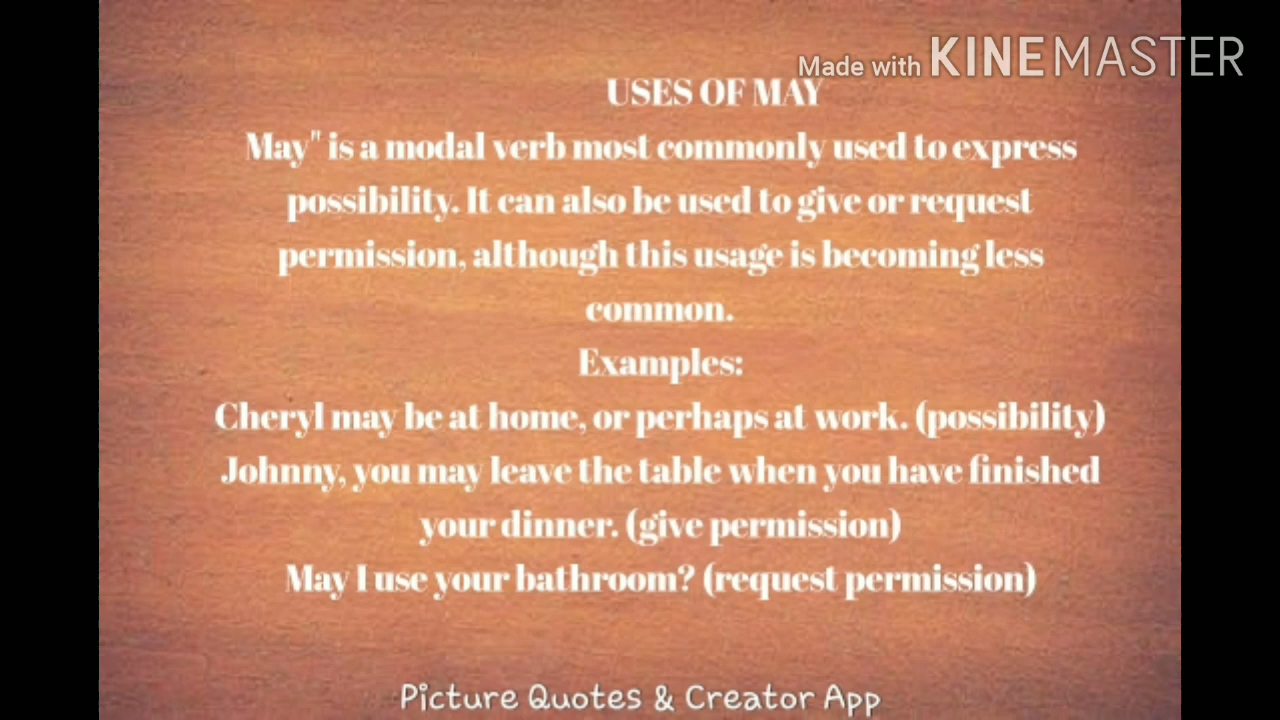 Made with KINEMASTER
USES OF MAY
May" is a modal verb most commonly used to express
possibility. It can also be used to give or request
permission, although this usage is becoming less
common.
Examples:
Cheryl may be at home, or perhaps at work. (possibility)
Johnny, you may leave the table when you have finished
your dinner. (give permission)
May I use your bathroom? (request permission)
Picture Quotes & Creator App